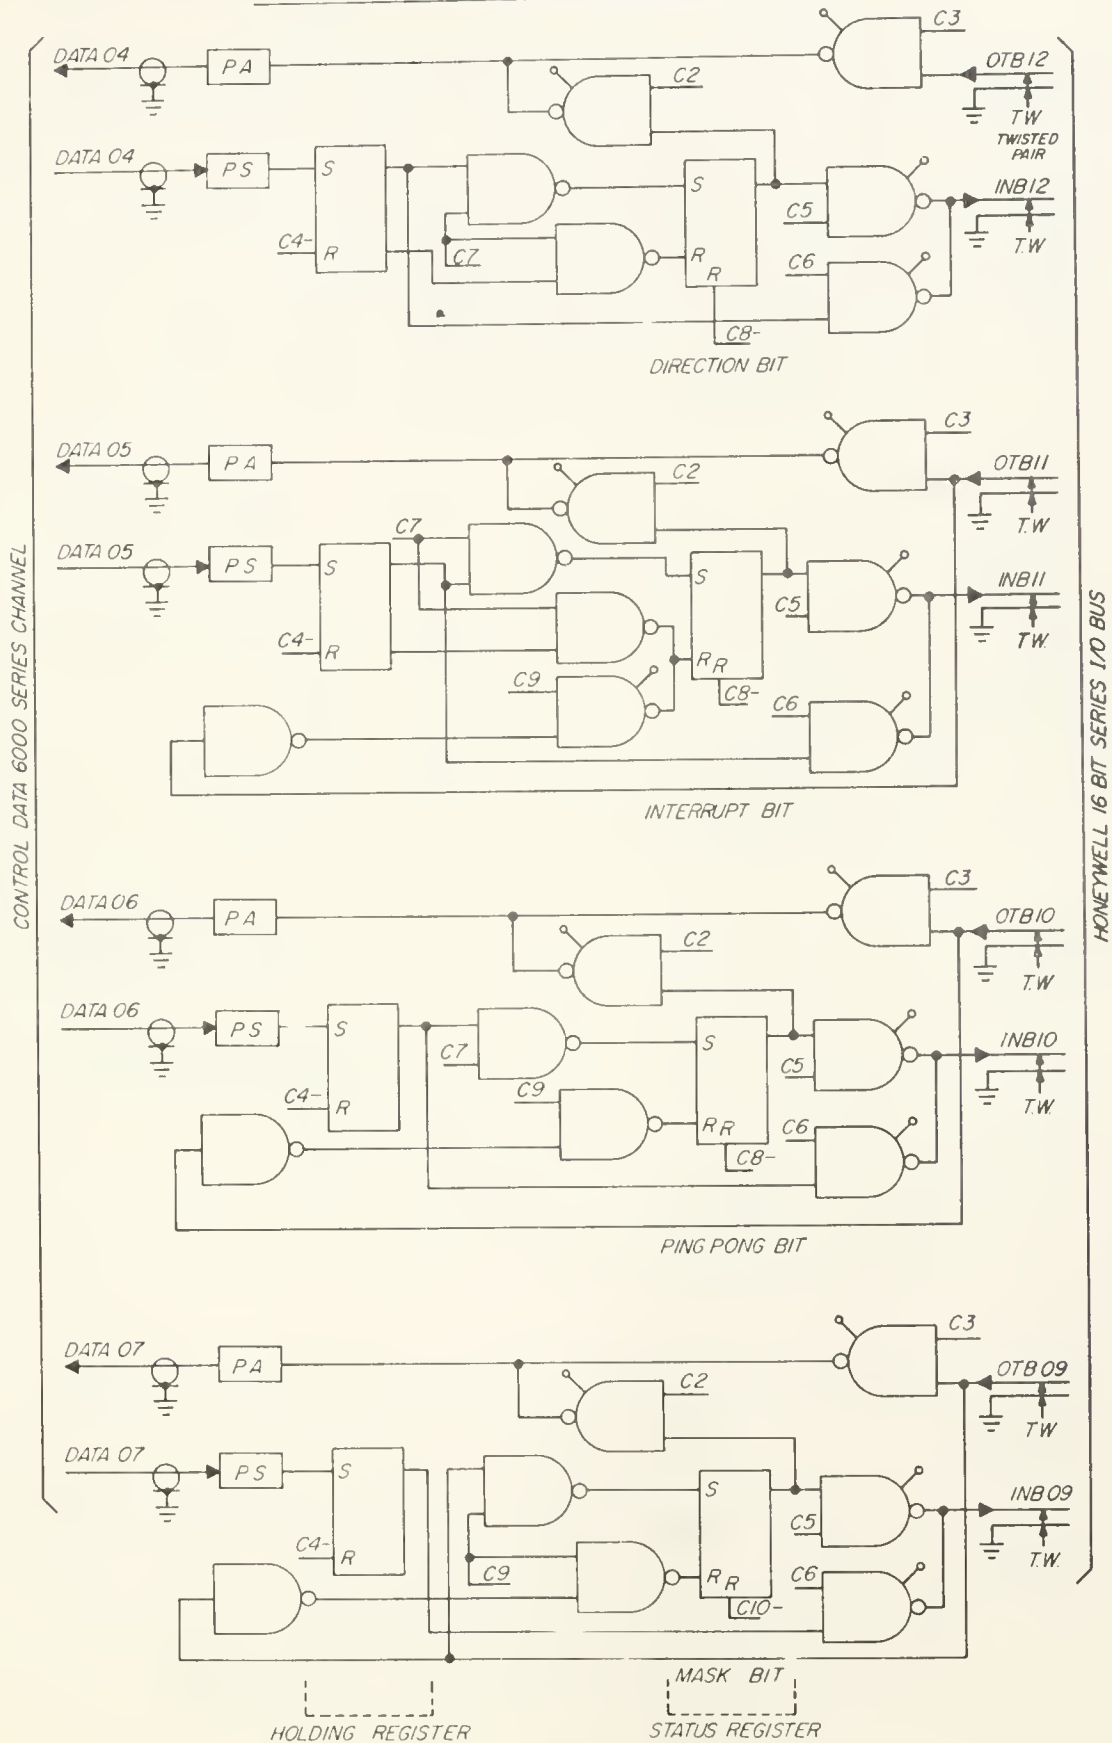 C3
DATA 04
PA
OTB12
C2
TW
TWISTED
PAIR
DATA 04
PS
S
S
INB12
C5
C4-
R
C7
R
R
C6
T.W
C8-
DIRECTION BIT
C3
DATA 05
PA
OTB11
C2
T.W
C7
DATA 05
PS
S
S
INB11
C5
C4-
R
R
R
T.W.
C9
C8-
C6
INTERRUPT BIT
C3
DATA 06
PA
OTB10
C2
T.W
DATA 06
PS
S
S
INB10
C7
C5
C9
C4-
R
R
R
T.W.
C6
C8-
PING PONG BIT
C3
DATA 07
PA
OTB 09
C2
T.W
DATA 07
PS
S
S
INB 09
C5
C4-
R
C9
R
R
T.W.
C6
C10-
MASK BIT
HOLDING REGISTER
STATUS REGISTER
CONTROL DATA 6000 SERIES CHANNEL
HONEYWELL 16 BIT SERIES I/O BUS